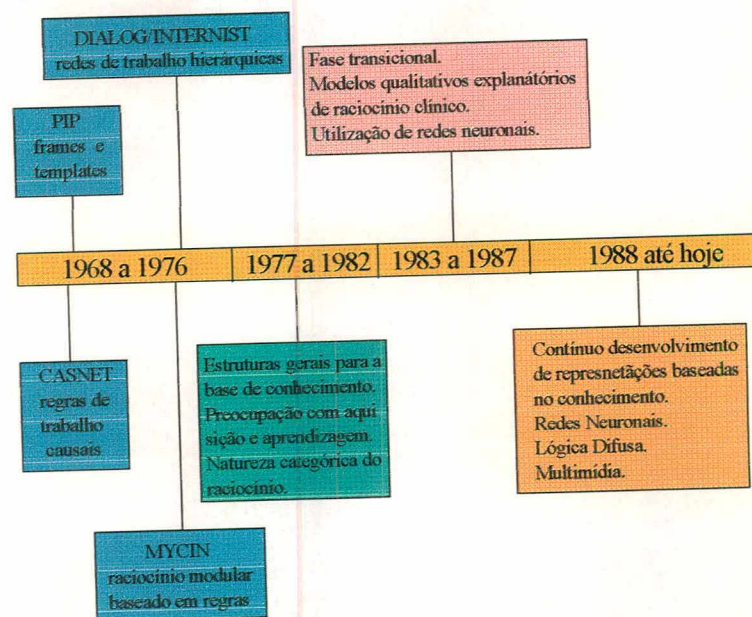 DIALOG/INTERNIST
redes de trabalho hierárquicas
Fase transicional.
Modelos qualitativos explanátórios
de raciocínio clínico.
Utilização de redes neuronais.
PIP
frames e
templates
1968 a 1976
1977 a 1982
1983 a 1987
1988 até hoje
CASNET
regras de
trabalho
causais
Estruturas gerais para a
base de conhecimento.
Preocupação com aqui
sição e aprendizagem.
Natureza categórica do
raciocínio.
Contínuo desenvolvimento
de represnetãções baseadas
no conhecimento.
Redes Neuronais.
Lógica Difusa.
Multimídia.
MYCIN
raciocínio modular
baseado em regras